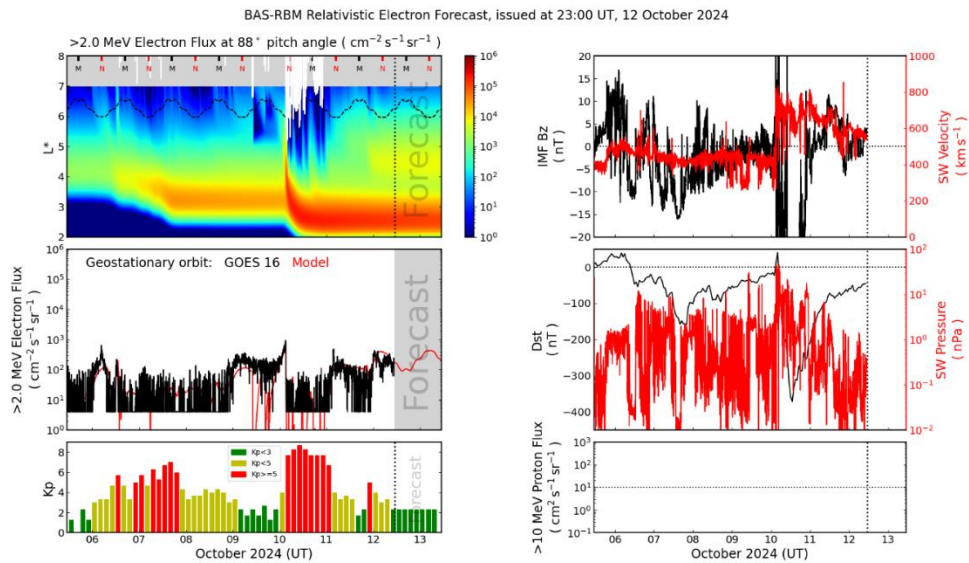 BAS-RBM Relativistic Electron Forecast, issued at 23:00 UT, 12 October 2024
>2.0 MeV Electron Flux at 88° pitch angle ( cm⁻² s⁻¹ sr⁻¹ )
M N M N M N M N N M N M N M N
8
7
6
5
4
3
2
L*
Forecast
10⁶
10⁵
10⁴
10³
10²
10¹
10⁰
Geostationary orbit: GOES 16 Model
10⁶
10⁵
10⁴
10³
10²
10¹
10⁰
>2.0 MeV Electron Flux
( cm⁻² s⁻¹ sr⁻¹ )
Forecast
Kp<3
Kp<5
Kp>=5
8
6
4
2
0
Kp
Forecast
06 07 08 09 10 11 12 13
October 2024 (UT)
20
15
10
5
0
−5
−10
−15
−20
IMF Bz
( nT )
1000
800
600
400
200
0
SW Velocity
( km s⁻¹ )
0
−100
−200
−300
−400
Dst
( nT )
10²
10¹
10⁰
10⁻¹
10⁻²
SW Pressure
( nPa )
10³
10²
10¹
10⁰
10⁻¹
>10 MeV Proton Flux
( cm² s⁻¹ sr⁻¹ )
06 07 08 09 10 11 12 13
October 2024 (UT)